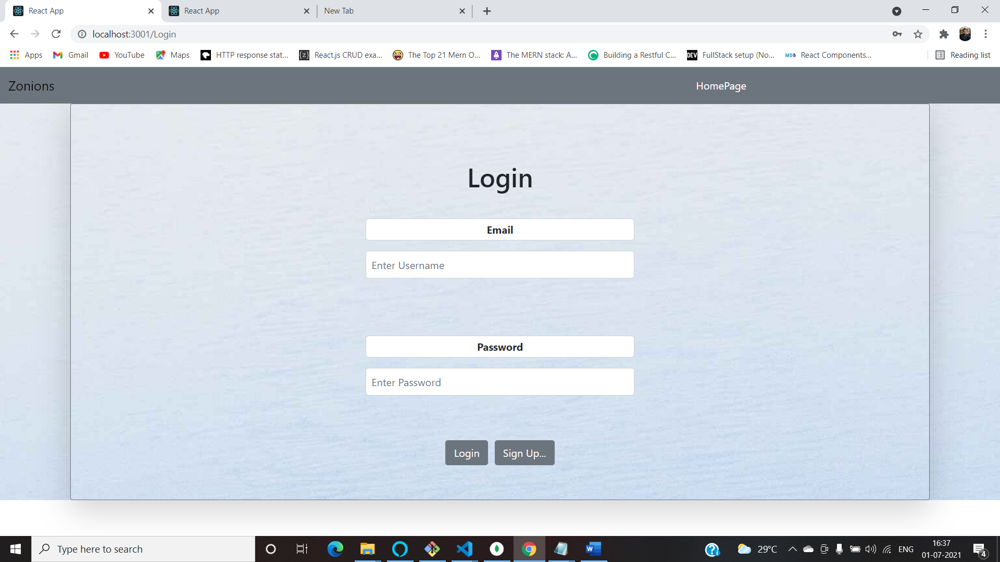 React App
React App
New Tab
localhost:3001/Login
Apps
Gmail
YouTube
Maps
HTTP response stat...
{z}
React.js CRUD exa...
The Top 21 Mern O...
The MERN stack: A...
Building a Restful C...
DEV
FullStack setup (No...
MDB
React Components...
Reading list
Zonions
HomePage
Login
Email
Enter Username
Password
Enter Password
Login
Sign Up...
Type here to search
W
?
29°C
ENG
16:37
01-07-2021
4